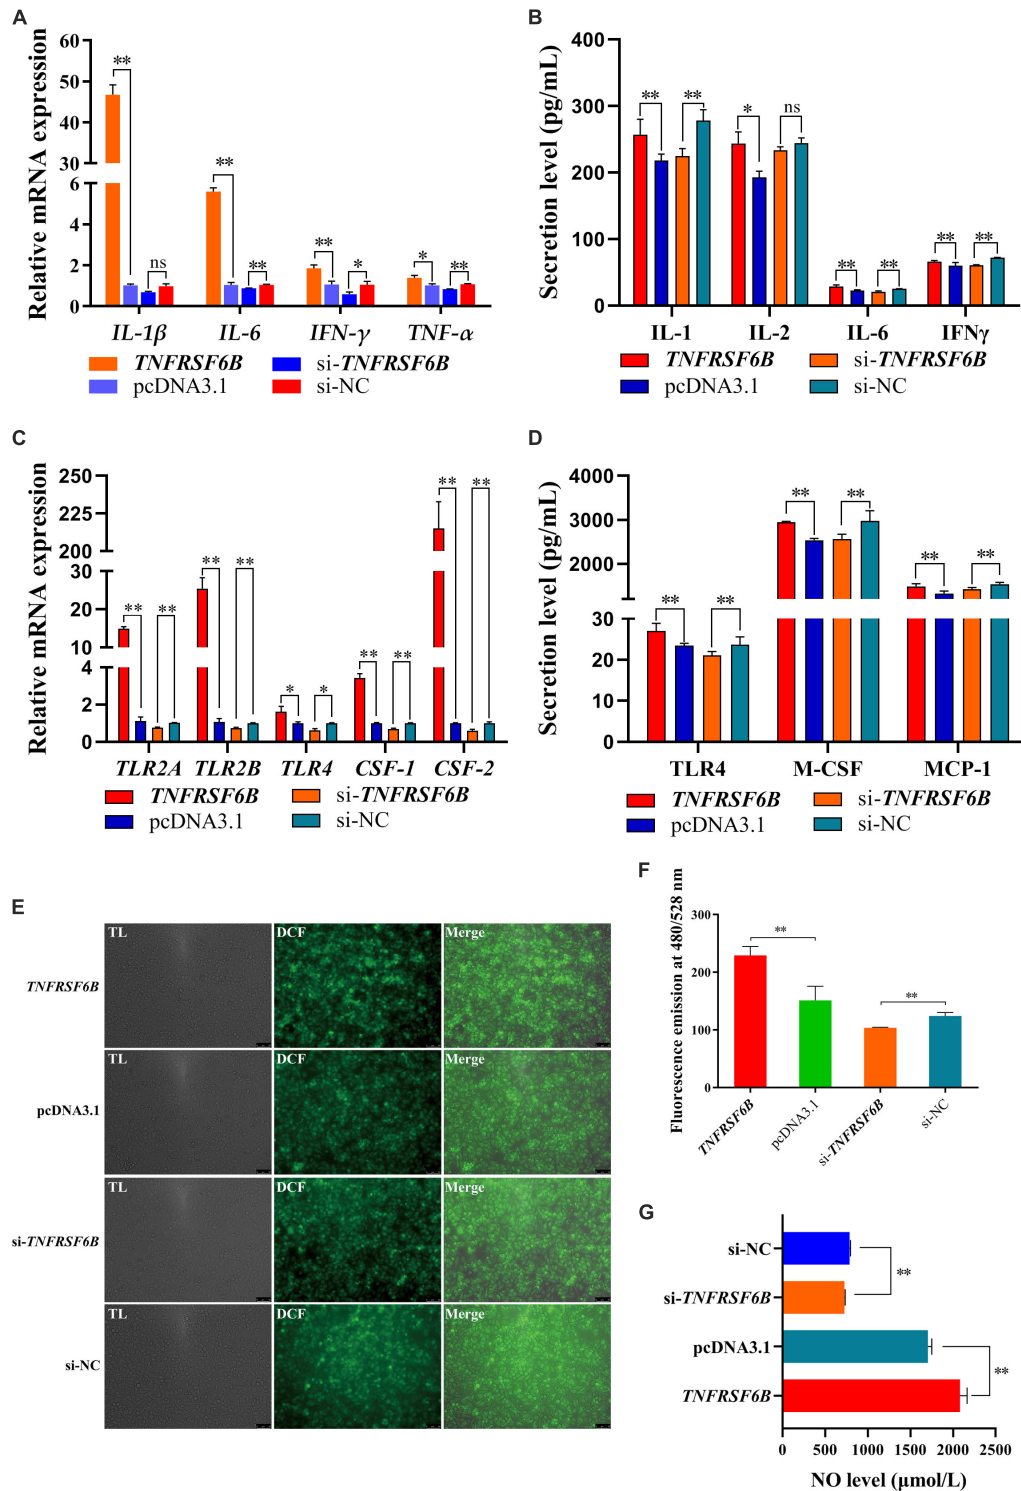 A
Relative mRNA expression
60
50
40
30
6
4
2
0
**
**
**
*
ns
**
*
**
IL-1β IL-6 IFN-γ TNF-α
TNFRSF6B si-TNFRSF6B
pcDNA3.1 si-NC
B
Secretion level (pg/mL)
400
300
200
100
0
** ** * ns
** ** ** **
IL-1 IL-2 IL-6 IFNγ
TNFRSF6B si-TNFRSF6B
pcDNA3.1 si-NC
C
Relative mRNA expression
250
225
200
30
20
10
4
2
0
** **
** **
** **
* *
** **
TLR2A TLR2B TLR4 CSF-1 CSF-2
TNFRSF6B si-TNFRSF6B
pcDNA3.1 si-NC
D
Secretion level (pg/mL)
4000
3000
2000
30
20
10
0
** **
** **
** **
TLR4 M-CSF MCP-1
TNFRSF6B si-TNFRSF6B
pcDNA3.1 si-NC
E
TL DCF Merge
TNFRSF6B
TL DCF Merge
pcDNA3.1
TL DCF Merge
si-TNFRSF6B
TL DCF Merge
si-NC
F
Fluorescence emission at 480/528 nm
300
200
100
0
**
**
TNFRSF6B pcDNA3.1 si-TNFRSF6B si-NC
G
si-NC
si-TNFRSF6B
pcDNA3.1
TNFRSF6B
**
**
0 500 1000 1500 2000 2500
NO level (μmol/L)